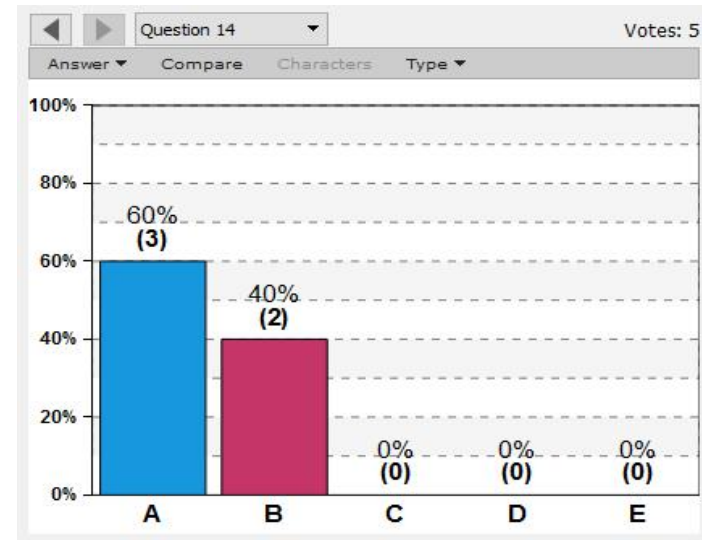 Question 14 Votes: 5
Answer Compare Characters Type
100%
80%
60%
(3)
60%
40%
(2)
40%
20%
0% 0% 0%
(0) (0) (0)
0%
A B C D E